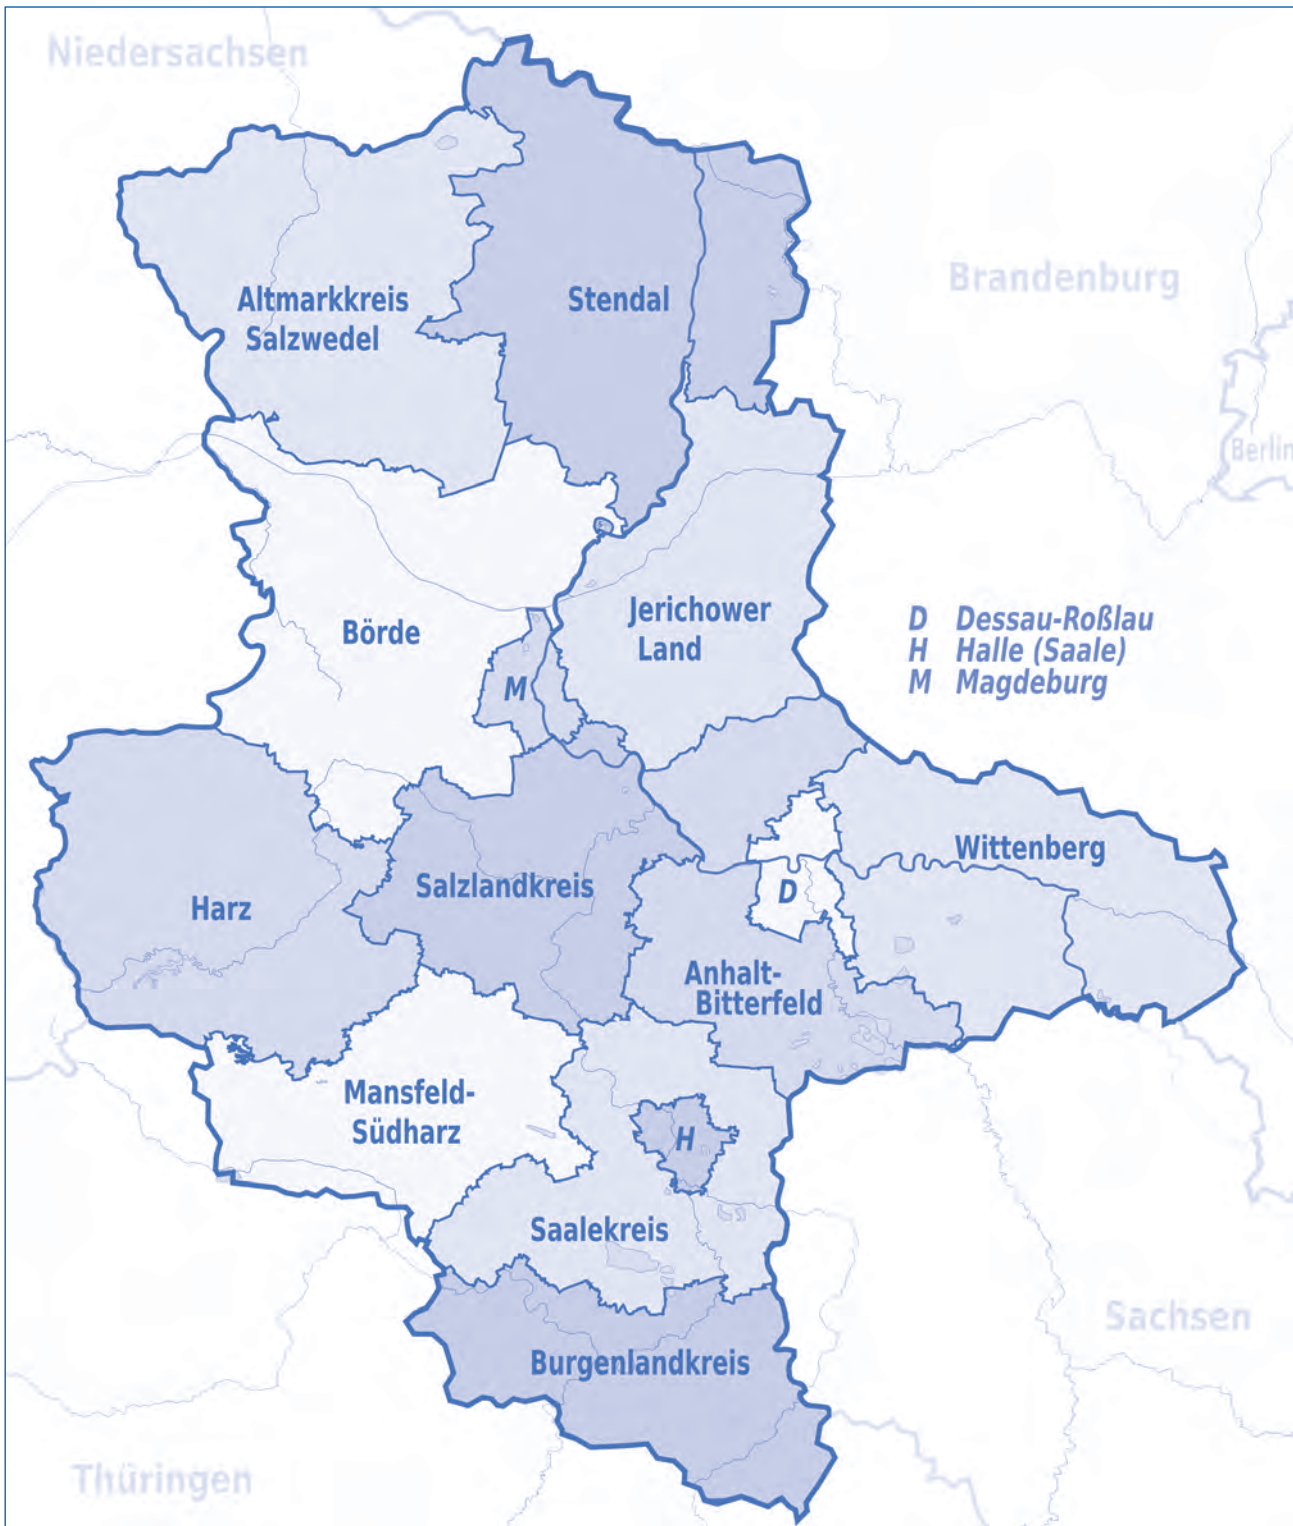 Niedersachsen
Brandenburg
Altmarkkreis
Salzwedel
Stendal
Berlin
Börde
Jerichower
Land
D Dessau-Roßlau
H Halle (Saale)
M Magdeburg
M
Wittenberg
Harz
Salzlandkreis
D
Anhalt-
Bitterfeld
Mansfeld-
Südharz
H
Saalekreis
Sachsen
Burgenlandkreis
Thüringen